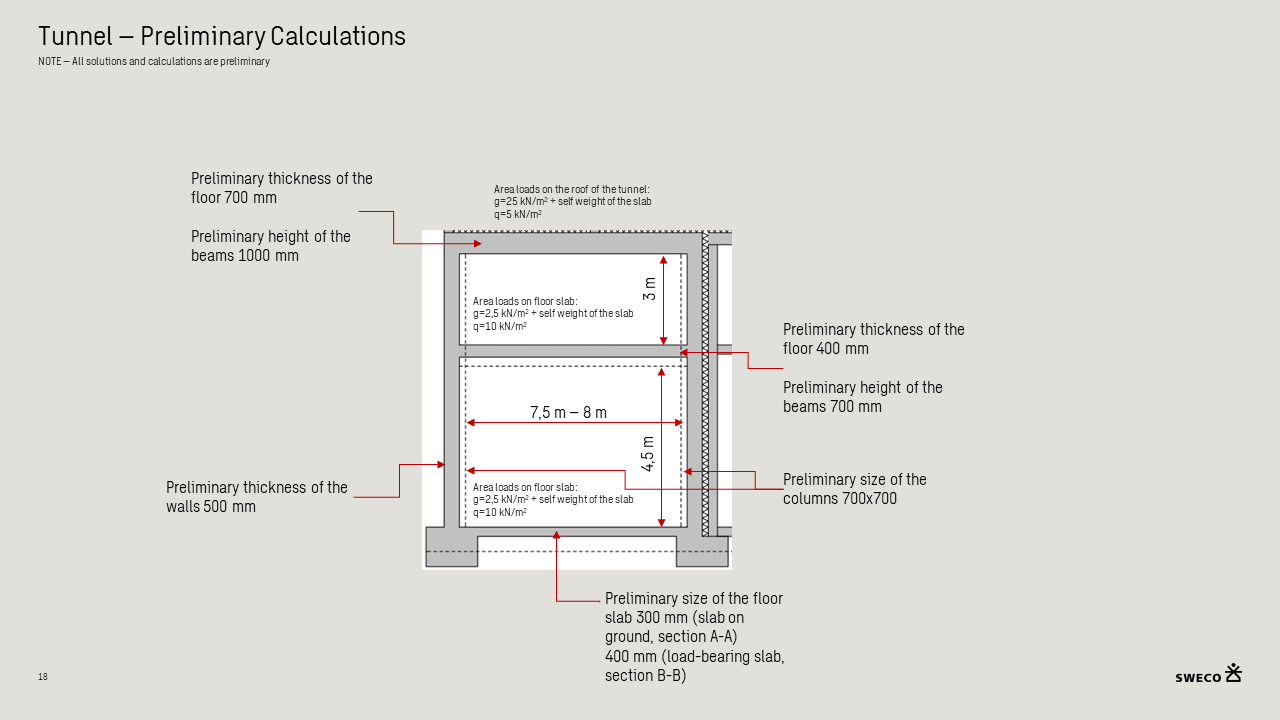 Tunnel – Preliminary Calculations
NOTE – All solutions and calculations are preliminary
Preliminary thickness of the
floor 700 mm
Preliminary height of the
beams 1000 mm
Area loads on the roof of the tunnel:
g=25 kN/m² + self weight of the slab
q=5 kN/m²
3 m
Area loads on floor slab:
g=2,5 kN/m² + self weight of the slab
q=10 kN/m²
Preliminary thickness of the
floor 400 mm
Preliminary height of the
beams 700 mm
7,5 m – 8 m
4,5 m
Preliminary thickness of the
walls 500 mm
Area loads on floor slab:
g=2,5 kN/m² + self weight of the slab
q=10 kN/m²
Preliminary size of the
columns 700x700
Preliminary size of the floor
slab 300 mm (slab on
ground, section A-A)
400 mm (load-bearing slab,
section B-B)
18
SWECO